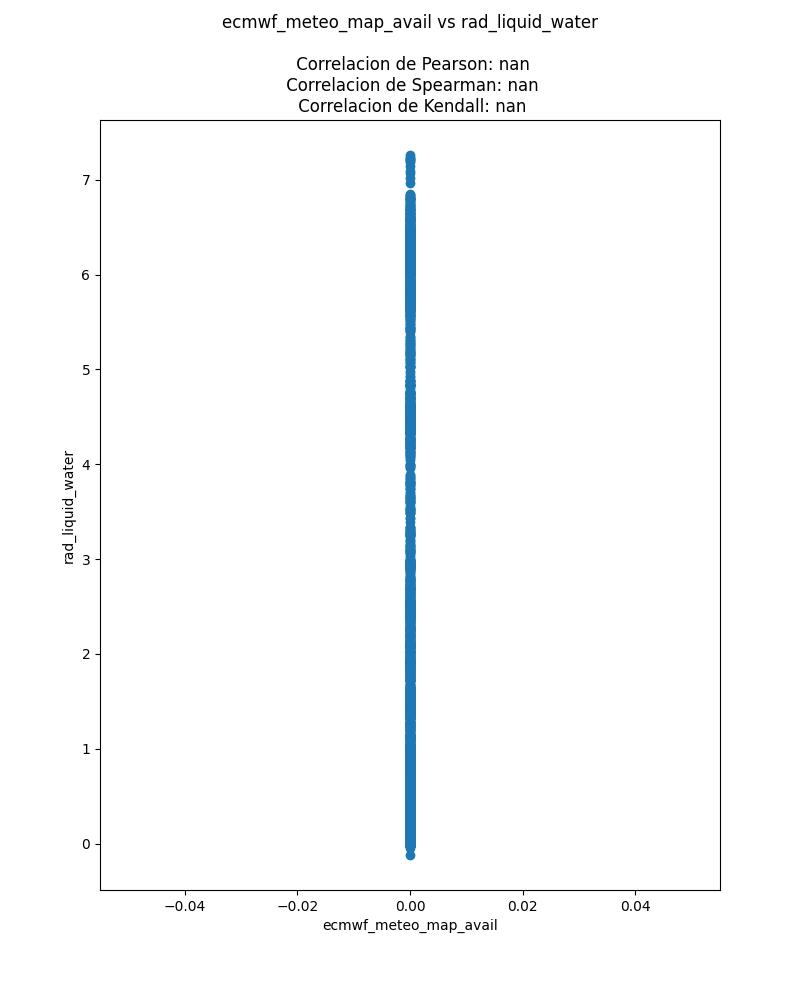 ecmwf_meteo_map_avail vs rad_liquid_water
Correlacion de Pearson: nan
Correlacion de Spearman: nan
Correlacion de Kendall: nan
7
6
5
4
3
2
1
0
rad_liquid_water
−0.04 −0.02 0.00 0.02 0.04
ecmwf_meteo_map_avail